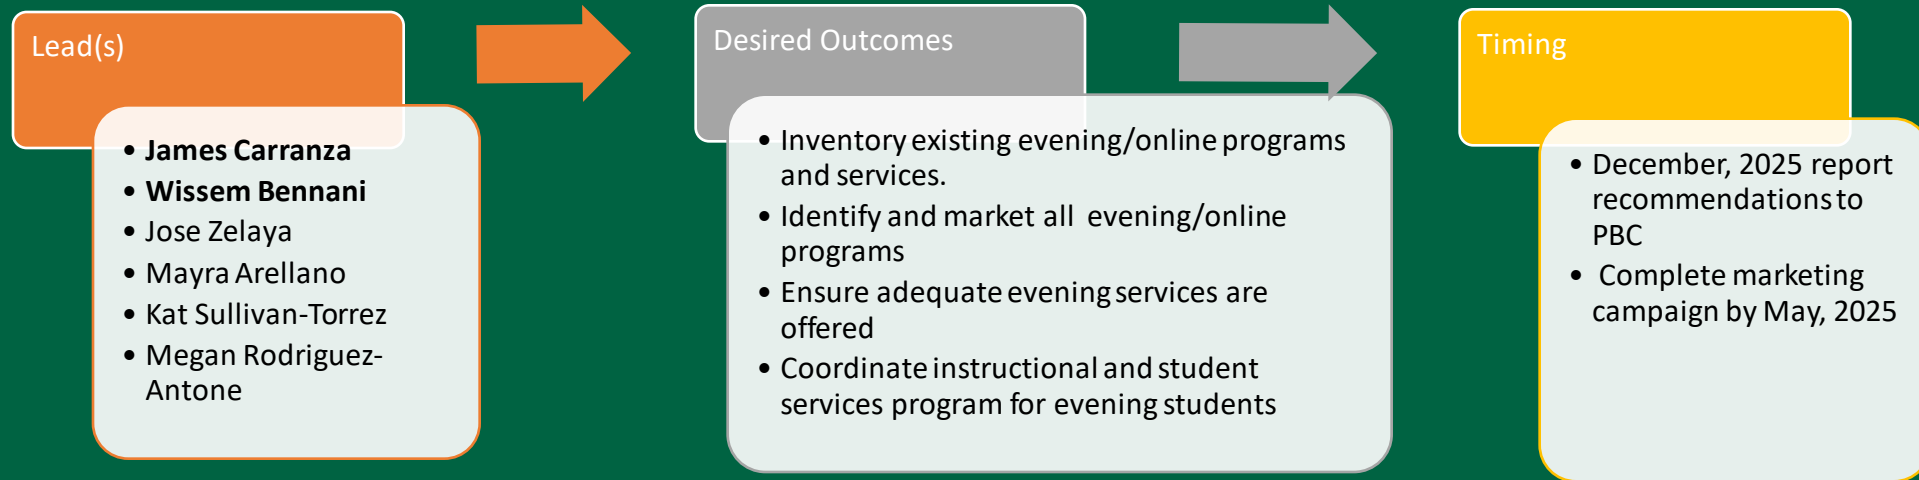 Lead(s)
• James Carranza
• Wissem Bennani
• Jose Zelaya
• Mayra Arellano
• Kat Sullivan-Torrez
• Megan Rodriguez-
Antone
Desired Outcomes
• Inventory existing evening/online programs
and services.
• Identify and market all evening/online
programs
• Ensure adequate evening services are
offered
• Coordinate instructional and student
services program for evening students
Timing
• December, 2025 report
recommendations to
PBC
• Complete marketing
campaign by May, 2025